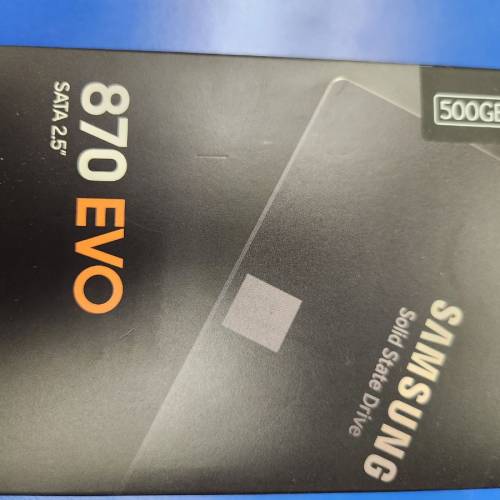 500GB
SAMSUNG
Solid State Drive
870 EVO
SATA 2.5"